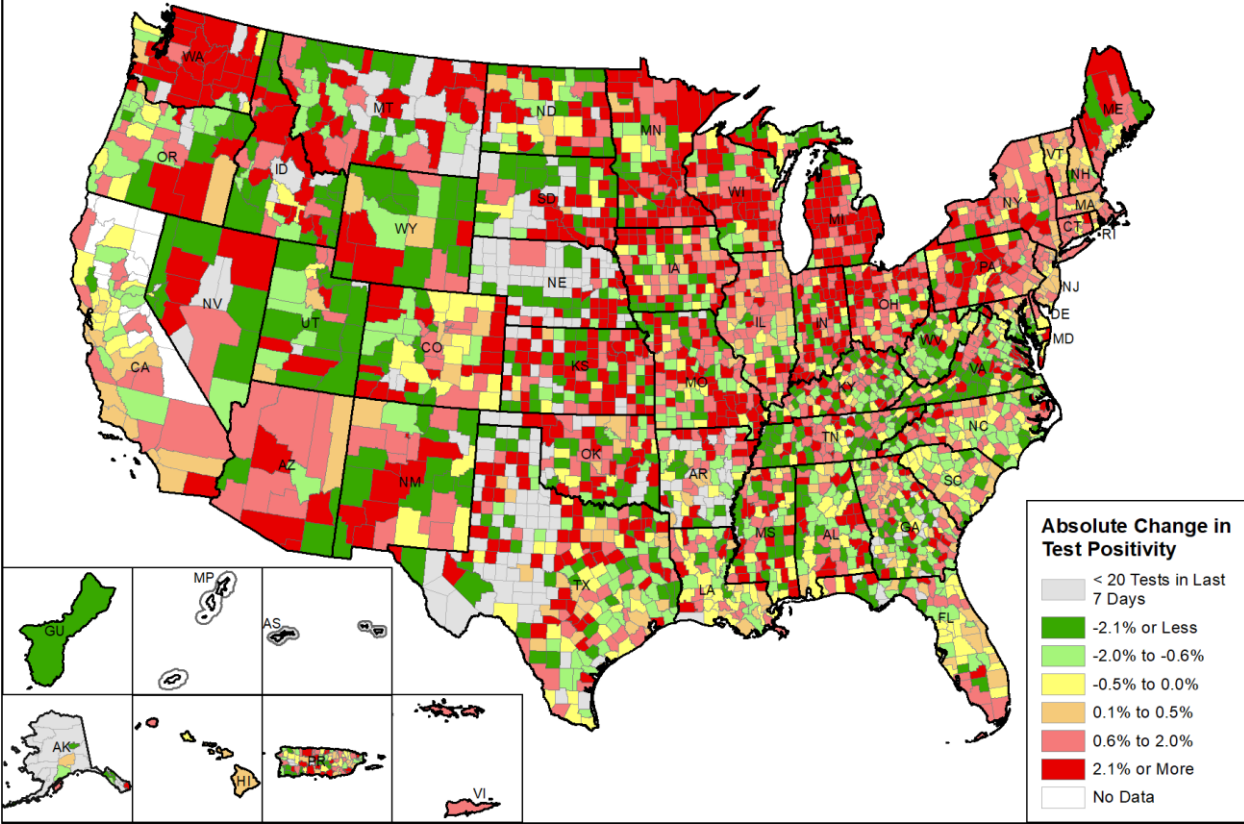 WA
MT
ND
MN
ME
OR
ID
SD
WI
MI
VT
NH
NY
MA
CT
RI
WY
IA
NE
PA
NJ
NV
UT
CO
IL
IN
OH
DE
MD
WV
VA
CA
KS
MO
KY
AZ
NM
OK
AR
TN
NC
SC
MS
AL
GA
TX
LA
FL
GU
MP
AS
AK
HI
PR
VI
Absolute Change in
Test Positivity
< 20 Tests in Last
7 Days
-2.1% or Less
-2.0% to -0.6%
-0.5% to 0.0%
0.1% to 0.5%
0.6% to 2.0%
2.1% or More
No Data